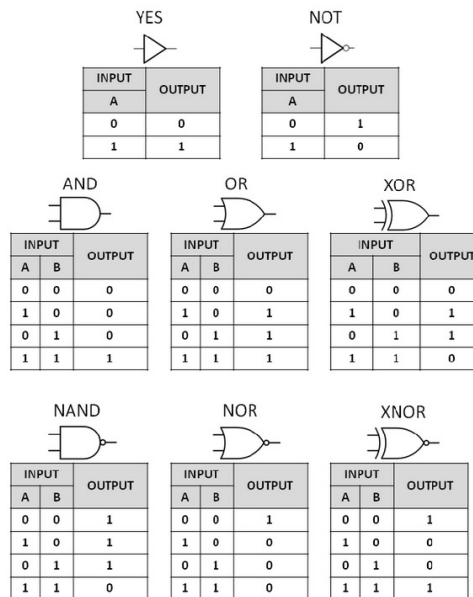 YES NOT
INPUT OUTPUT INPUT OUTPUT
A A
0 0 0 1
1 1 1 0
AND OR XOR
INPUT OUTPUT INPUT OUTPUT INPUT OUTPUT
A B A B A B
0 0 0 0 0 0 0 0 0
1 0 0 1 0 1 1 0 1
0 1 0 0 1 1 0 1 1
1 1 1 1 1 1 1 1 0
NAND NOR XNOR
INPUT OUTPUT INPUT OUTPUT INPUT OUTPUT
A B A B A B
0 0 1 0 0 1 0 0 1
1 0 1 1 0 0 1 0 0
0 1 1 0 1 0 0 1 0
1 1 0 1 1 0 1 1 1